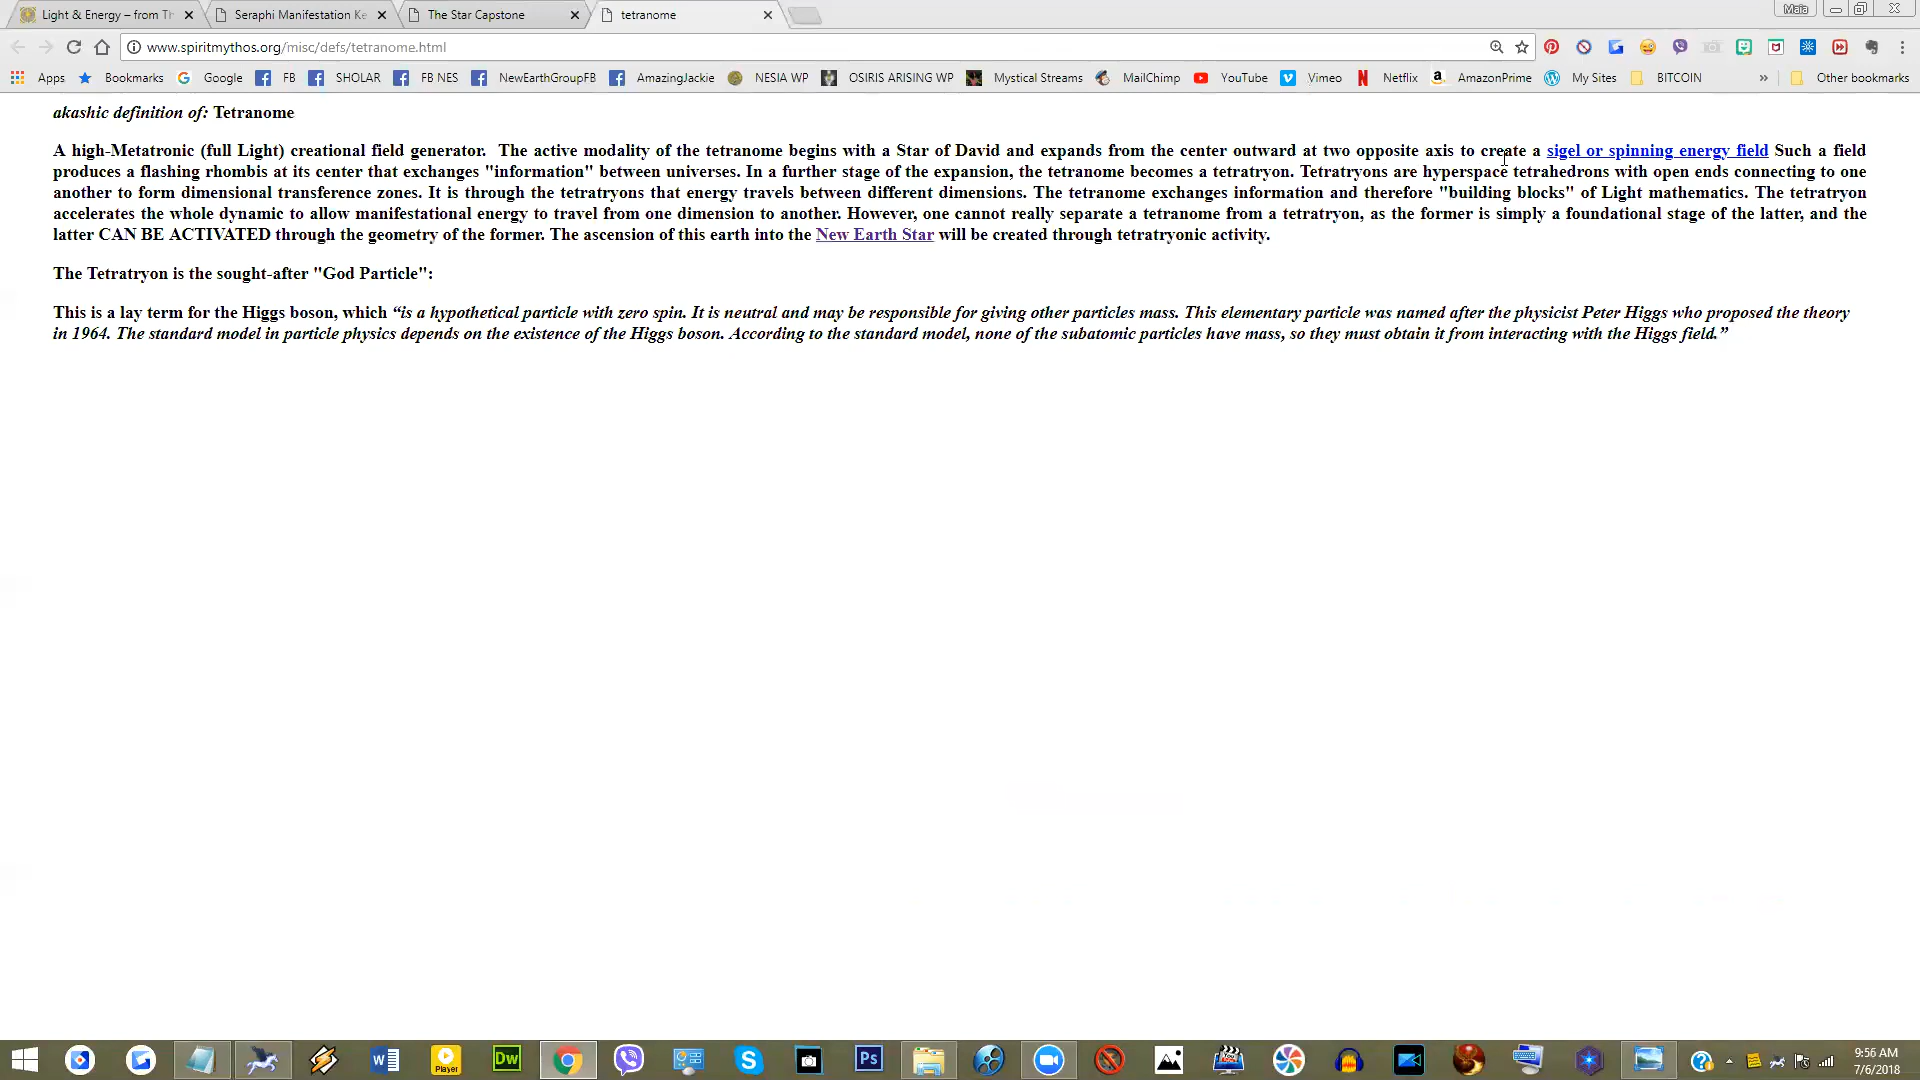 Light & Energy – from Th
Seraphi Manifestation Ke
The Star Capstone
tetranome
Maia
www.spiritmythos.org/misc/defs/tetranome.html
Apps Bookmarks Google FB SHOLAR FB NES NewEarthGroupFB AmazingJackie NESIA WP OSIRIS ARISING WP Mystical Streams MailChimp YouTube Vimeo Netflix AmazonPrime My Sites BITCOIN » Other bookmarks
akashic definition of: Tetranome
A high-Metatronic (full Light) creational field generator. The active modality of the tetranome begins with a Star of David and expands from the center outward at two opposite axis to create a sigel or spinning energy field Such a field
produces a flashing rhombis at its center that exchanges "information" between universes. In a further stage of the expansion, the tetranome becomes a tetratryon. Tetratryons are hyperspace tetrahedrons with open ends connecting to one
another to form dimensional transference zones. It is through the tetratryons that energy travels between different dimensions. The tetranome exchanges information and therefore "building blocks" of Light mathematics. The tetratryon
accelerates the whole dynamic to allow manifestational energy to travel from one dimension to another. However, one cannot really separate a tetranome from a tetratryon, as the former is simply a foundational stage of the latter, and the
latter CAN BE ACTIVATED through the geometry of the former. The ascension of this earth into the New Earth Star will be created through tetratryonic activity.
The Tetratryon is the sought-after "God Particle":
This is a lay term for the Higgs boson, which “is a hypothetical particle with zero spin. It is neutral and may be responsible for giving other particles mass. This elementary particle was named after the physicist Peter Higgs who proposed the theory
in 1964. The standard model in particle physics depends on the existence of the Higgs boson. According to the standard model, none of the subatomic particles have mass, so they must obtain it from interacting with the Higgs field.”
Player
Dw
Ps
9:56 AM
7/6/2018